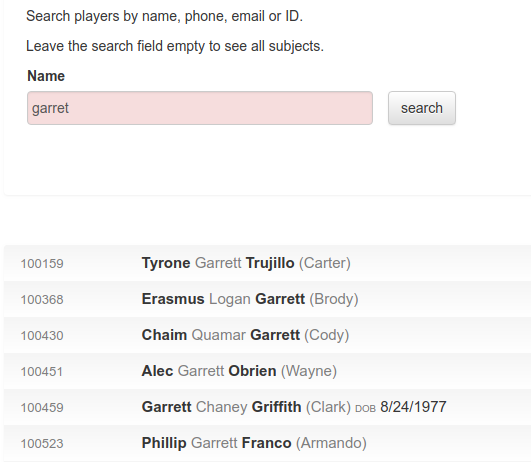 Search players by name, phone, email or ID.
Leave the search field empty to see all subjects.
Name
garret
search
100159 Tyrone Garrett Trujillo (Carter)
100368 Erasmus Logan Garrett (Brody)
100430 Chaim Quamar Garrett (Cody)
100451 Alec Garrett Obrien (Wayne)
100459 Garrett Chaney Griffith (Clark) DOB 8/24/1977
100523 Phillip Garrett Franco (Armando)